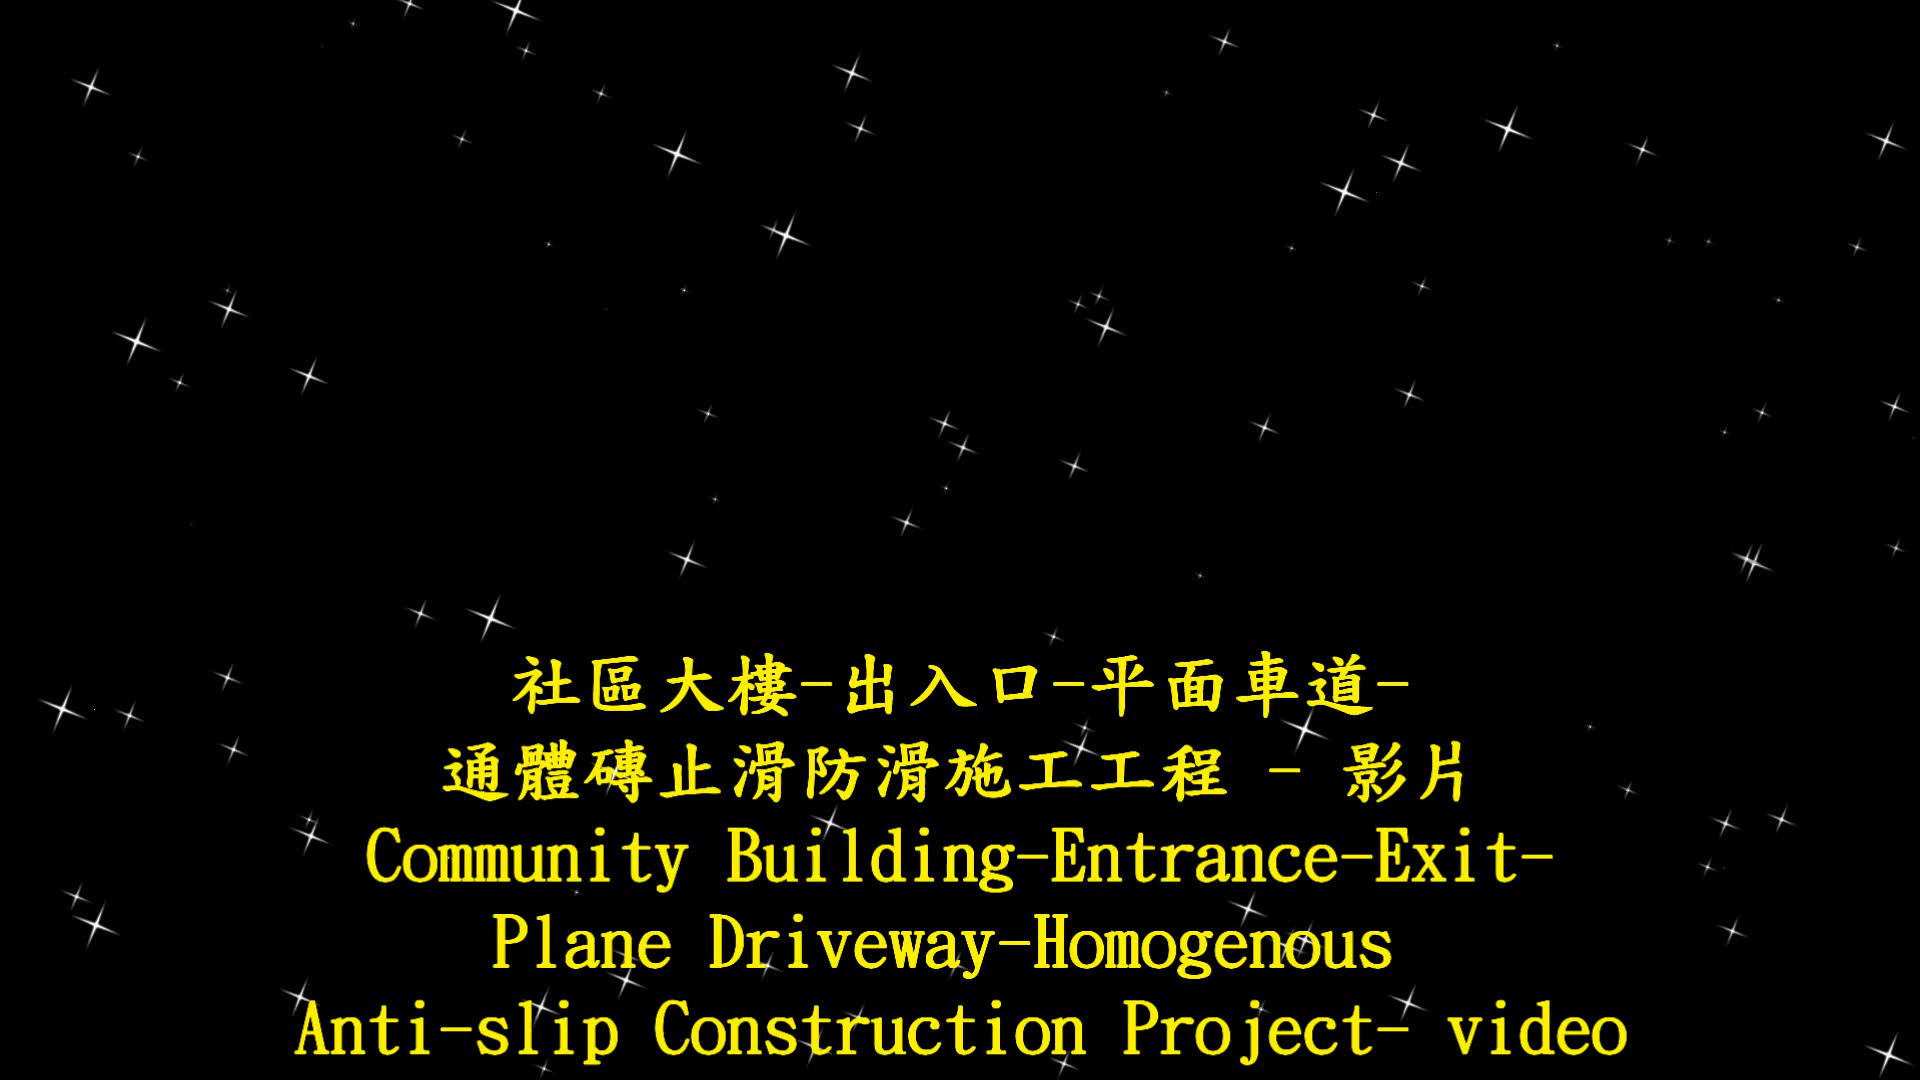 社區大樓-出入口-平面車道-
通體磚止滑防滑施工工程 - 影片
Community Building-Entrance-Exit-
Plane Driveway-Homogenous
Anti-slip Construction Project- video